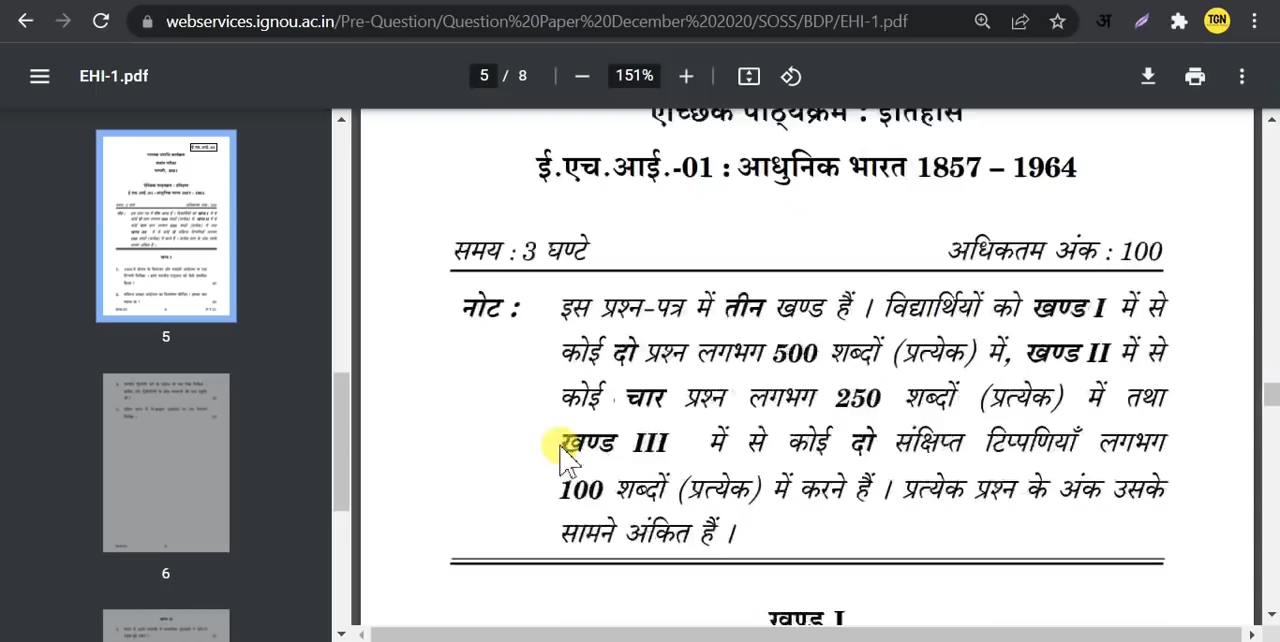 webservices.ignou.ac.in/Pre-Question/Question%20Paper%20December%202020/SOSS/BDP/EHI-1.pdf
अ
TGN
EHI-1.pdf
5 / 8
151%
ऐच्छिक पाठ्यक्रम : इतिहास
ई.एच.आई.-01 : आधुनिक भारत 1857 – 1964
समय : 3 घण्टे
अधिकतम अंक : 100
नोट : इस प्रश्न-पत्र में तीन खण्ड हैं । विद्यार्थियों को खण्ड I में से
कोई दो प्रश्न लगभग 500 शब्दों (प्रत्येक) में, खण्ड II में से
कोई चार प्रश्न लगभग 250 शब्दों (प्रत्येक) में तथा
खण्ड III में से कोई दो संक्षिप्त टिप्पणियाँ लगभग
100 शब्दों (प्रत्येक) में करने हैं । प्रत्येक प्रश्न के अंक उसके
सामने अंकित हैं ।
खण्ड I
5
6